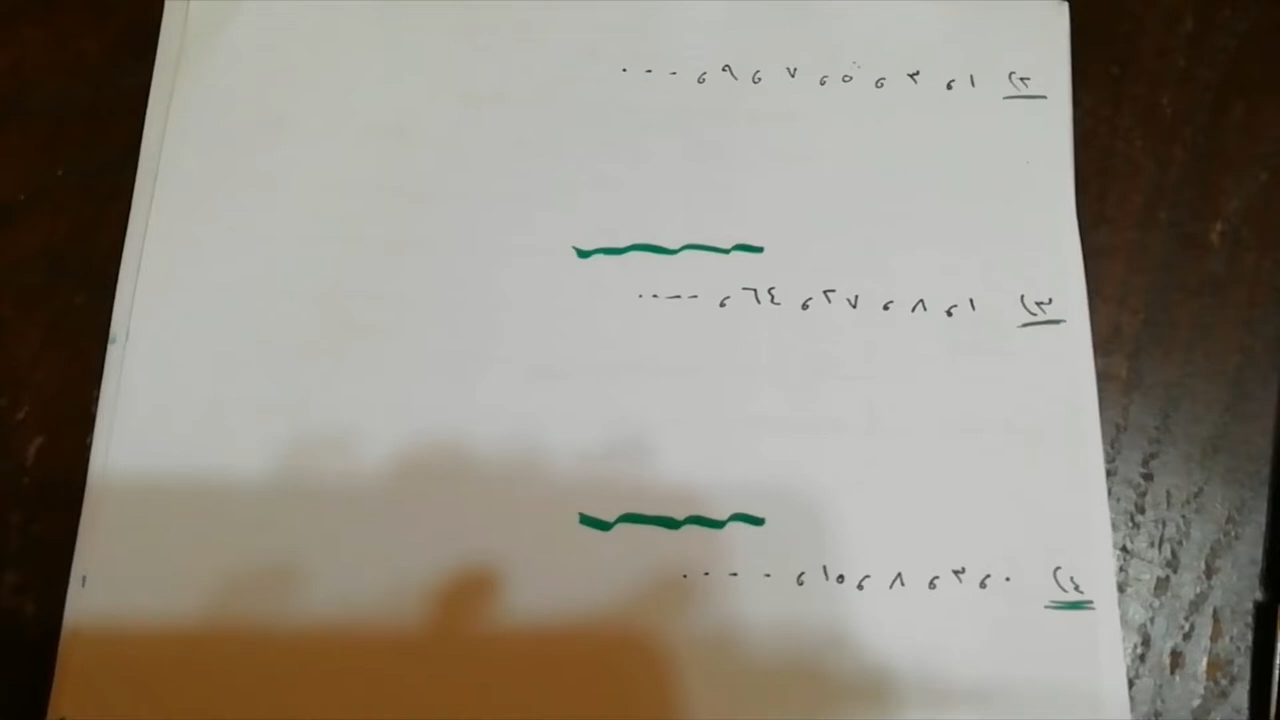 ٢) ١ ، ٣ ، ٥ ، ٧ ، ٩ ، ...
٣) ١ ، ٨ ، ٢٧ ، ٦٤ ، ....
٤) ٠ ، ٣ ، ٨ ، ١٥ ، ....